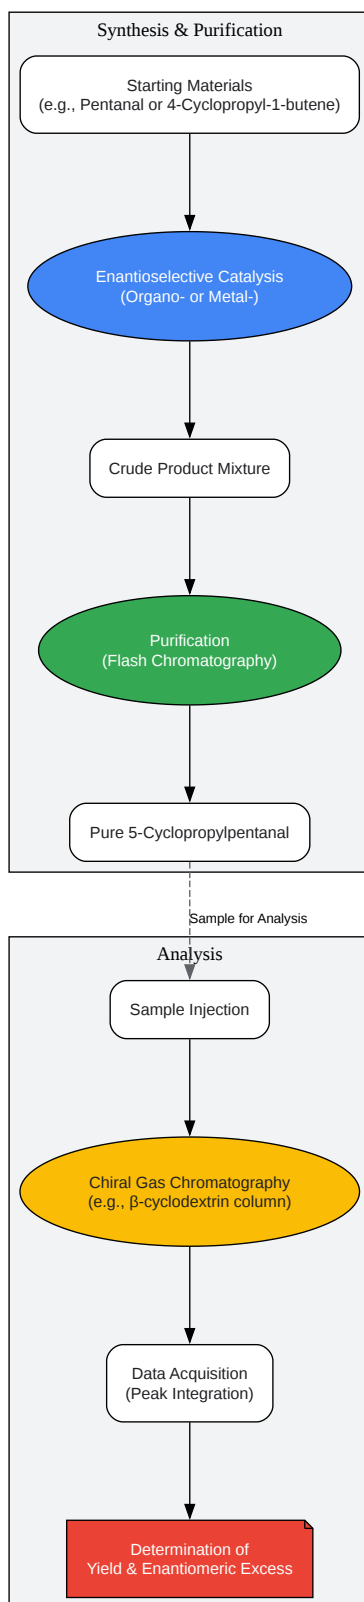 Synthesis & Purification
Starting Materials
(e.g., Pentanal or 4-Cyclopropyl-1-butene)
Enantioselective Catalysis
(Organo- or Metal-)
Crude Product Mixture
Purification
(Flash Chromatography)
Pure 5-Cyclopropylpentanal
Sample for Analysis
Analysis
Sample Injection
Chiral Gas Chromatography
(e.g., β-cyclodextrin column)
Data Acquisition
(Peak Integration)
Determination of
Yield & Enantiomeric Excess